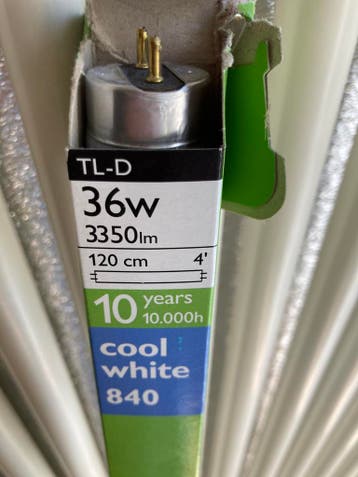 TL-D
36w
3350lm
120 cm 4'
10 years
10.000h
cool
white
840